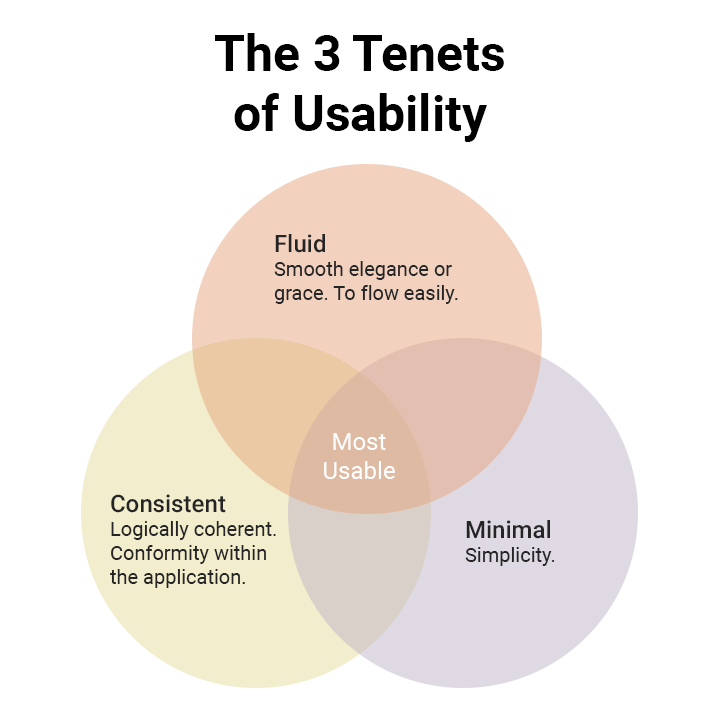 The 3 Tenets
of Usability
Fluid
Smooth elegance or
grace. To flow easily.
Most
Usable
Consistent
Logically coherent.
Conformity within
the application.
Minimal
Simplicity.